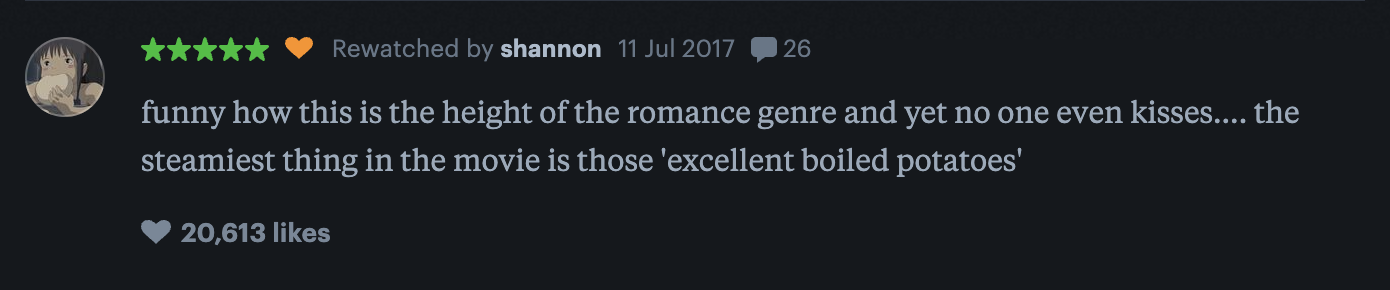 Rewatched by shannon 11 Jul 2017 26
funny how this is the height of the romance genre and yet no one even kisses.... the
steamiest thing in the movie is those 'excellent boiled potatoes'
20,613 likes